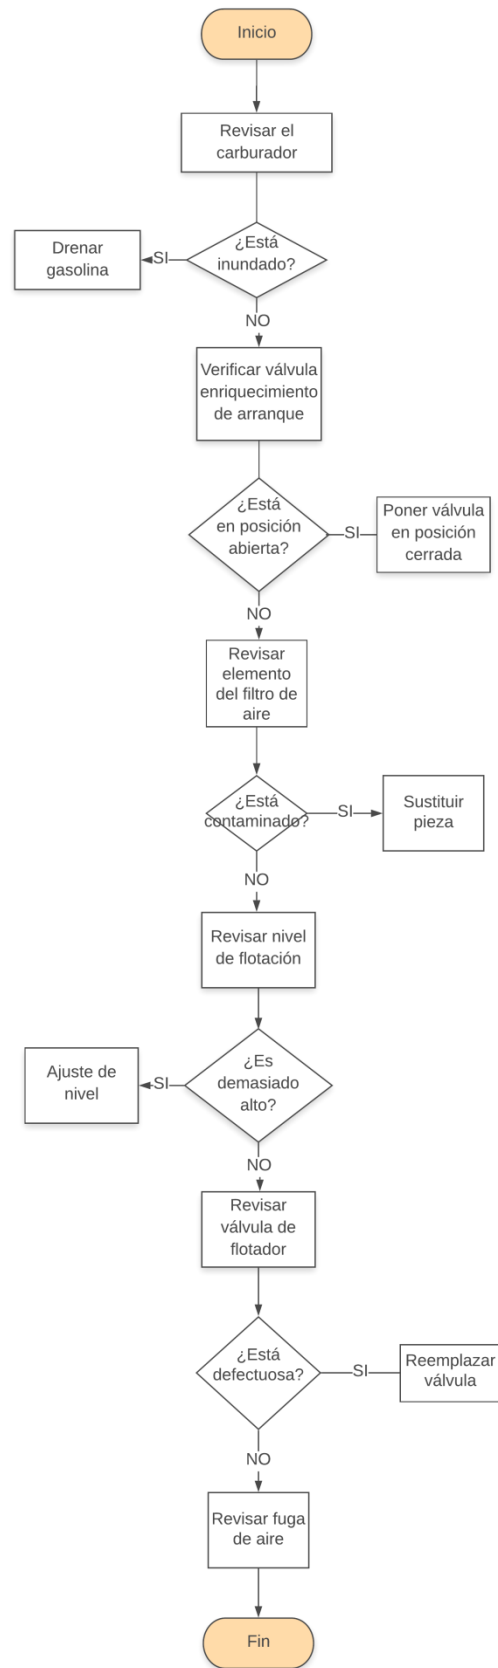 Inicio
Revisar el
carburador
¿Está
inundado?
SI
Drenar
gasolina
NO
Verificar válvula
enriquecimiento
de arranque
¿Está
en posición
abierta?
SI
Poner válvula
en posición
cerrada
NO
Revisar
elemento
del filtro de
aire
¿Está
contaminado?
SI
Sustituir
pieza
NO
Revisar nivel
de flotación
¿Es
demasiado
alto?
SI
Ajuste de
nivel
NO
Revisar
válvula de
flotador
¿Está
defectuosa?
SI
Reemplazar
válvula
NO
Revisar fuga
de aire
Fin